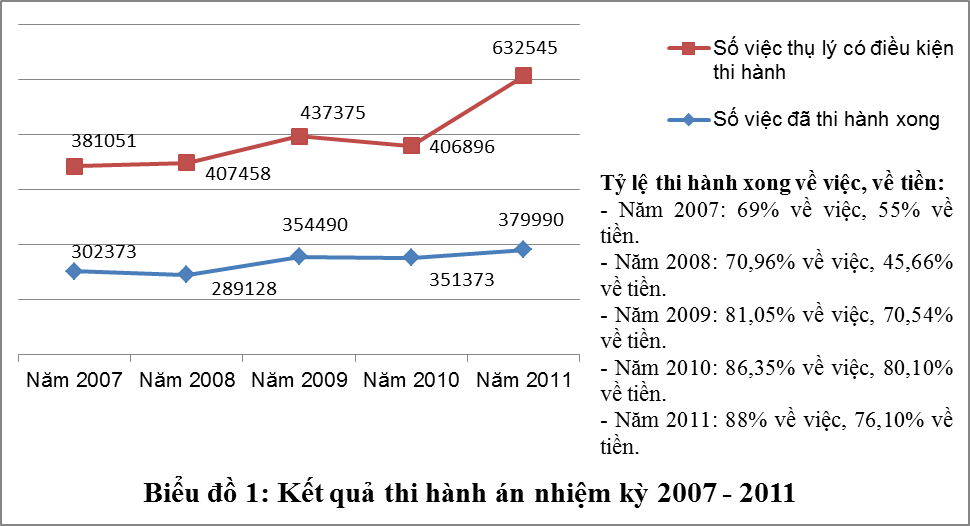 632545
437375
381051
407458
406896
302373
289128
354490
351373
379990
Năm 2007 Năm 2008 Năm 2009 Năm 2010 Năm 2011
Số việc thụ lý có điều kiện
thi hành
Số việc đã thi hành xong
Tỷ lệ thi hành xong về việc, về tiền:
- Năm 2007: 69% về việc, 55% về
tiền.
- Năm 2008: 70,96% về việc, 45,66%
về tiền.
- Năm 2009: 81,05% về việc, 70,54%
về tiền.
- Năm 2010: 86,35% về việc, 80,10%
về tiền.
- Năm 2011: 88% về việc, 76,10% về
tiền.
Biểu đồ 1: Kết quả thi hành án nhiệm kỳ 2007 - 2011